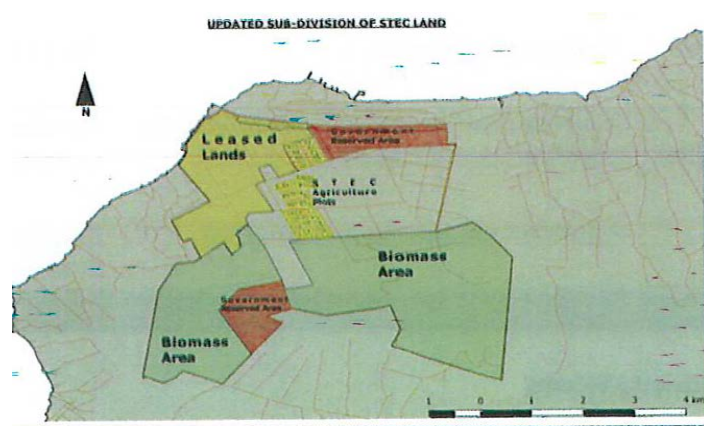 UPDATED SUB-DIVISION OF STEC LAND
N
Leased
Lands
Government
Reserved Area
S T E C
Agriculture
Plots
Biomass
Area
Government
Reserved Area
Biomass
Area
1 0 1 2 3 4 km